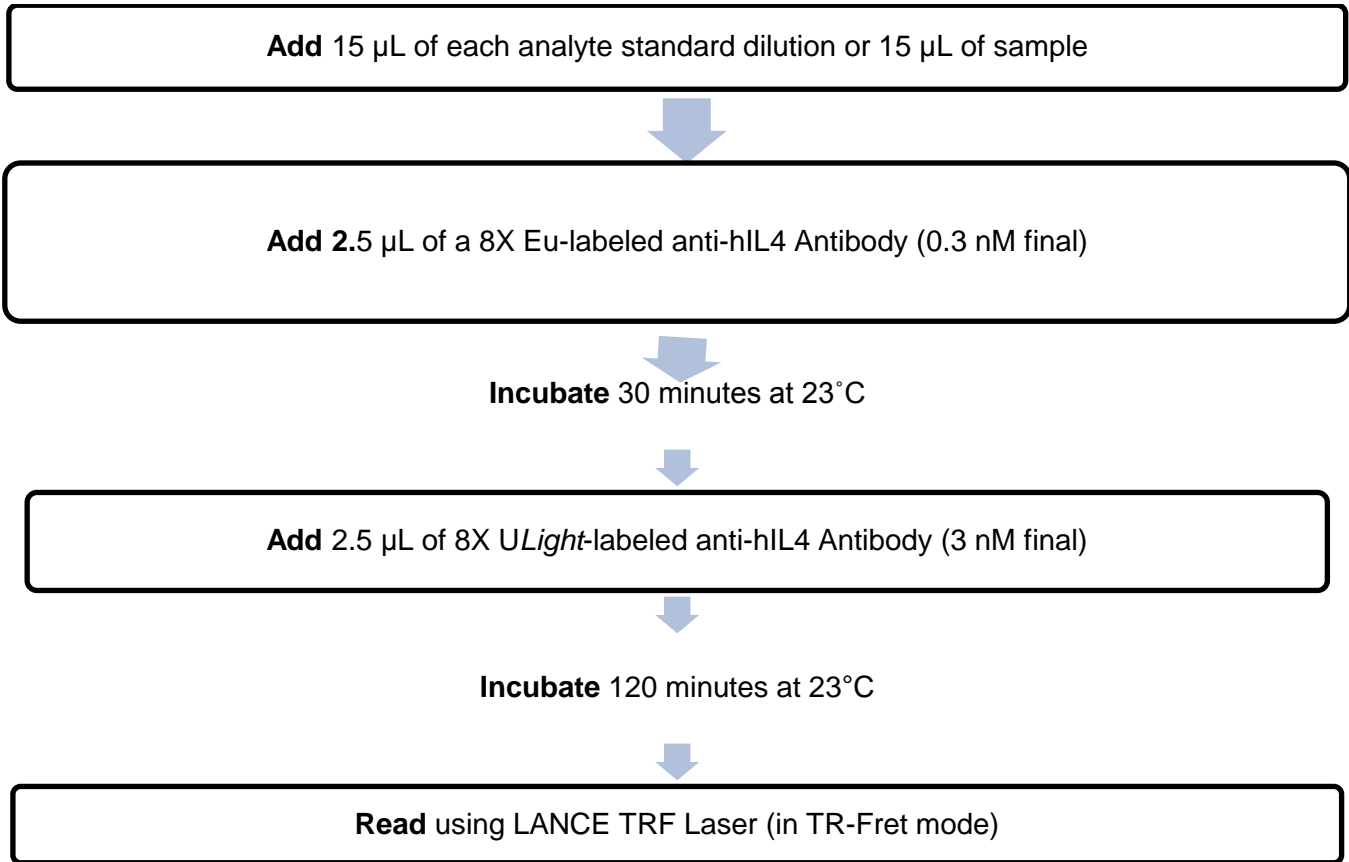 Add 15 µL of each analyte standard dilution or 15 µL of sample
Add 2.5 µL of a 8X Eu-labeled anti-hIL4 Antibody (0.3 nM final)
Incubate 30 minutes at 23˚C
Add 2.5 µL of 8X ULight-labeled anti-hIL4 Antibody (3 nM final)
Incubate 120 minutes at 23°C
Read using LANCE TRF Laser (in TR-Fret mode)